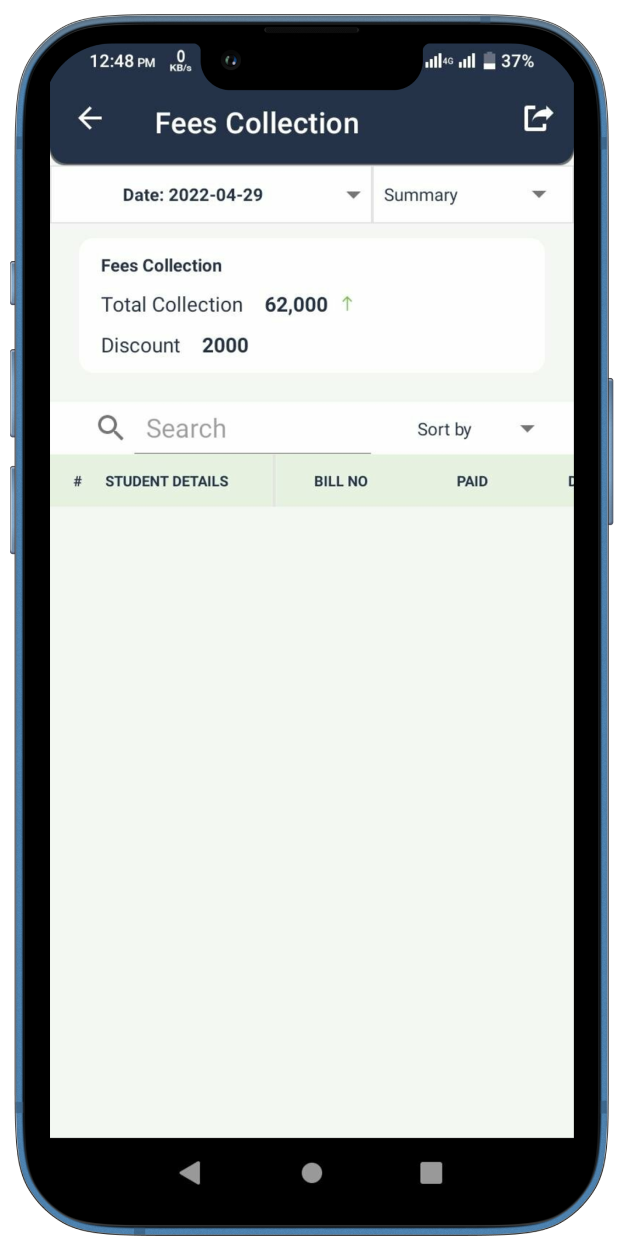 12:48 PM 0 KB/s 4G 37%
Fees Collection
Date: 2022-04-29 Summary
Fees Collection
Total Collection 62,000 ↑
Discount 2000
Search Sort by
# STUDENT DETAILS BILL NO PAID